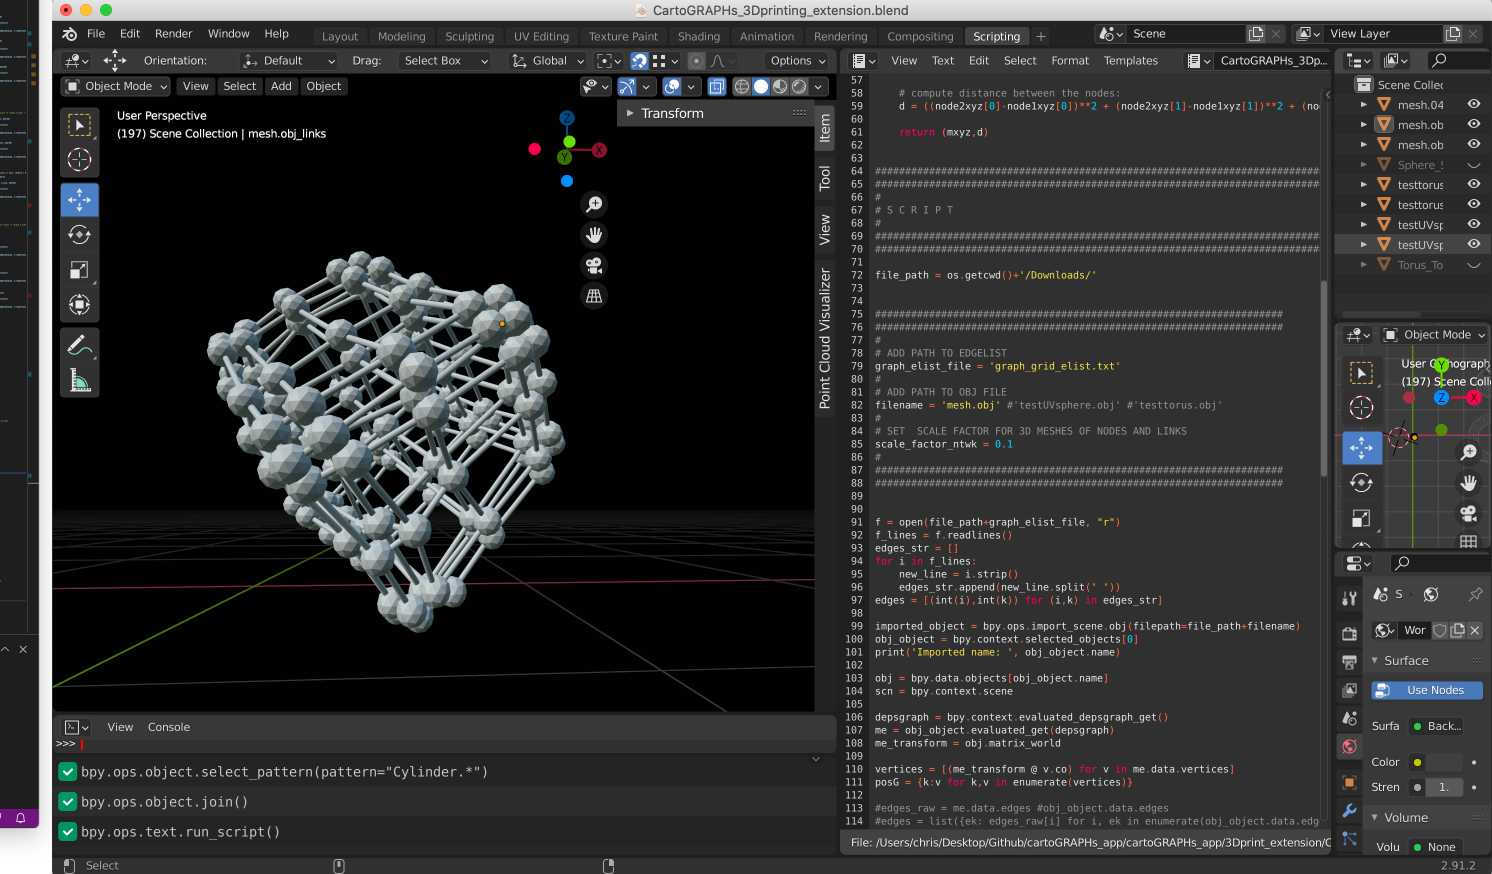 CartoGRAPHs_3Dprinting_extension.blend
File Edit Render Window Help Layout Modeling Sculpting UV Editing Texture Paint Shading Animation Rendering Compositing Scripting + Scene View Layer
Orientation: Default Drag: Select Box Global Options
Object Mode View Select Add Object
User Perspective
(197) Scene Collection | mesh.obj_links
Transform
Item
Tool
View
Point Cloud Visualizer
Z
Y
X
View Console
>>>
bpy.ops.object.select_pattern(pattern="Cylinder.*")
bpy.ops.object.join()
bpy.ops.text.run_script()
Select
View Text Edit Select Format Templates CartoGRAPHs_3Dp...
57
58 # compute distance between the nodes:
59 d = ((node2xyz[0]-node1xyz[0])**2 + (node2xyz[1]-node1xyz[1])**2 + (no
60
61 return (mxyz,d)
62
63
64 ##########################################################################
65 ##########################################################################
66 #
67 # S C R I P T
68 #
69 ##########################################################################
70 ##########################################################################
71
72 file_path = os.getcwd()+'/Downloads/'
73
74
75 ####################################################################
76 ####################################################################
77 #
78 # ADD PATH TO EDGELIST
79 graph_elist_file = 'graph_grid_elist.txt'
80 #
81 # ADD PATH TO OBJ FILE
82 filename = 'mesh.obj' #'testUVsphere.obj' #'testtorus.obj'
83 #
84 # SET  SCALE FACTOR FOR 3D MESHES OF NODES AND LINKS
85 scale_factor_ntwk = 0.1
86 #
87 ####################################################################
88 ####################################################################
89
90
91 f = open(file_path+graph_elist_file, "r")
92 f_lines = f.readlines()
93 edges_str = []
94 for i in f_lines:
95 new_line = i.strip()
96 edges_str.append(new_line.split(' '))
97 edges = [(int(i),int(k)) for (i,k) in edges_str]
98
99 imported_object = bpy.ops.import_scene.obj(filepath=file_path+filename)
100 obj_object = bpy.context.selected_objects[0]
101 print('Imported name: ', obj_object.name)
102
103 obj = bpy.data.objects[obj_object.name]
104 scn = bpy.context.scene
105
106 depsgraph = bpy.context.evaluated_depsgraph_get()
107 me = obj_object.evaluated_get(depsgraph)
108 me_transform = obj.matrix_world
109
110 vertices = [(me_transform @ v.co) for v in me.data.vertices]
111 posG = {k:v for k,v in enumerate(vertices)}
112
113 #edges_raw = me.data.edges #obj_object.data.edges
114 #edges = list({ek: edges_raw[i] for i, ek in enumerate(obj_object.data.edg
File: /Users/chris/Desktop/Github/cartoGRAPHs_app/cartoGRAPHs_app/3Dprint_extension/C
Scene Collec
mesh.04
mesh.ob
mesh.ob
Sphere_S
testtorus
testtorus
testUVsp
testUVsp
Torus_To
Object Mode
User Orthograph
(197) Scene Coll
Y
Z
X
S
Wor
Surface
Use Nodes
Surfa Back...
Color
Stren 1.
Volume
Volu None
2.91.2